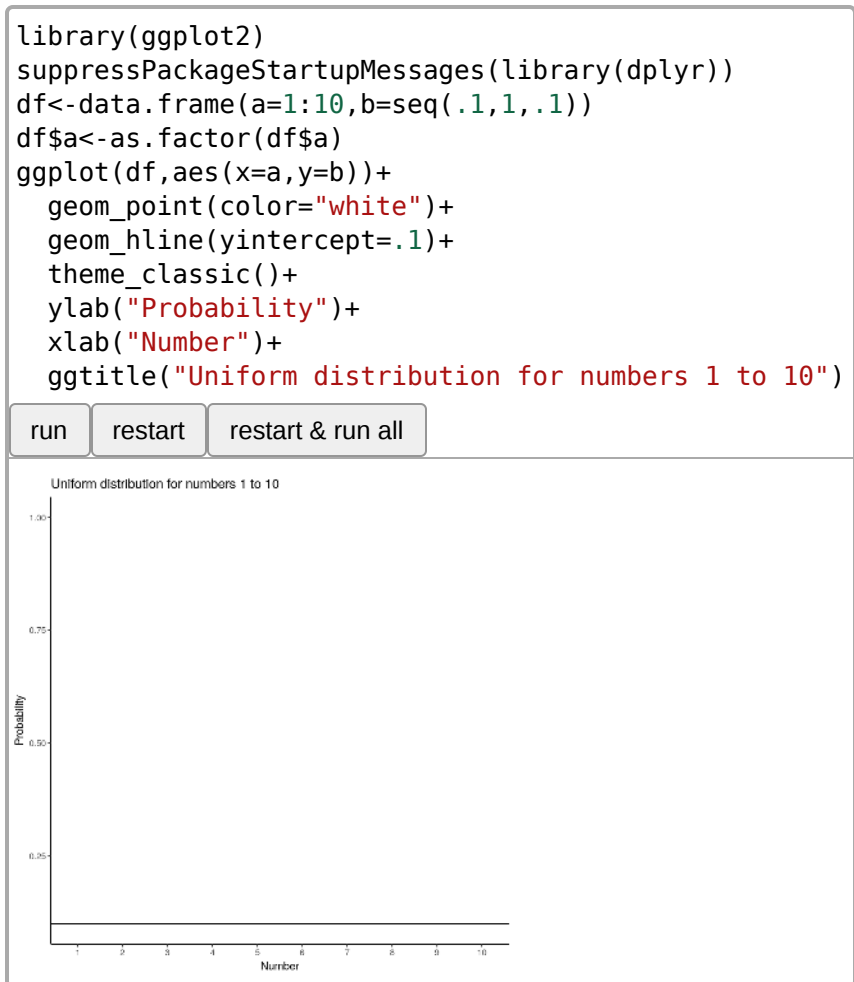 library(ggplot2)
suppressPackageStartupMessages(library(dplyr))
df<-data.frame(a=1:10,b=seq(.1,1,.1))
df$a<-as.factor(df$a)
ggplot(df,aes(x=a,y=b))+
  geom_point(color="white")+
  geom_hline(yintercept=.1)+
  theme_classic()+
  ylab("Probability")+
  xlab("Number")+
  ggtitle("Uniform distribution for numbers 1 to 10")
run restart restart & run all
Uniform distribution for numbers 1 to 10
1.00
0.75
Probability
0.50
0.25
1 2 3 4 5 6 7 8 9 10
Number